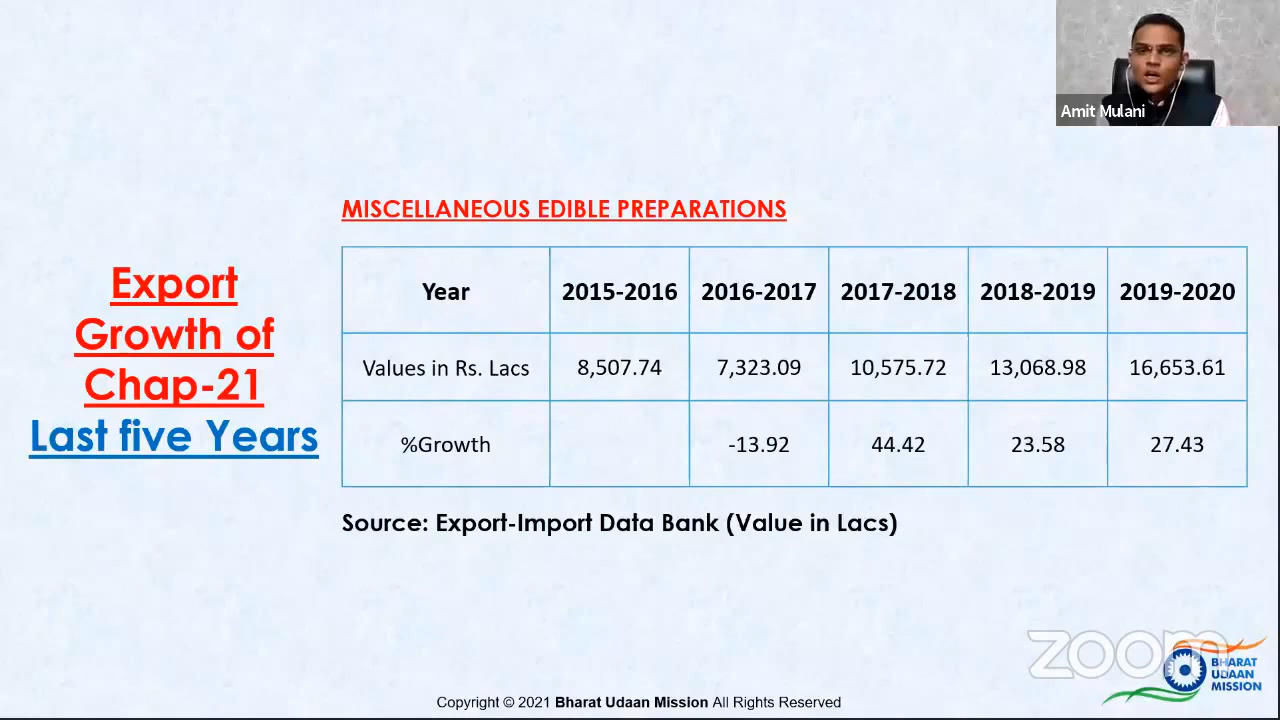 Amit Mulani
MISCELLANEOUS EDIBLE PREPARATIONS
Export
Growth of
Chap-21
Last five Years
Year 2015-2016 2016-2017 2017-2018 2018-2019 2019-2020
Values in Rs. Lacs 8,507.74 7,323.09 10,575.72 13,068.98 16,653.61
%Growth -13.92 44.42 23.58 27.43
Source: Export-Import Data Bank (Value in Lacs)
zoom
BHARAT
UDAAN
MISSION
Copyright © 2021 Bharat Udaan Mission All Rights Reserved